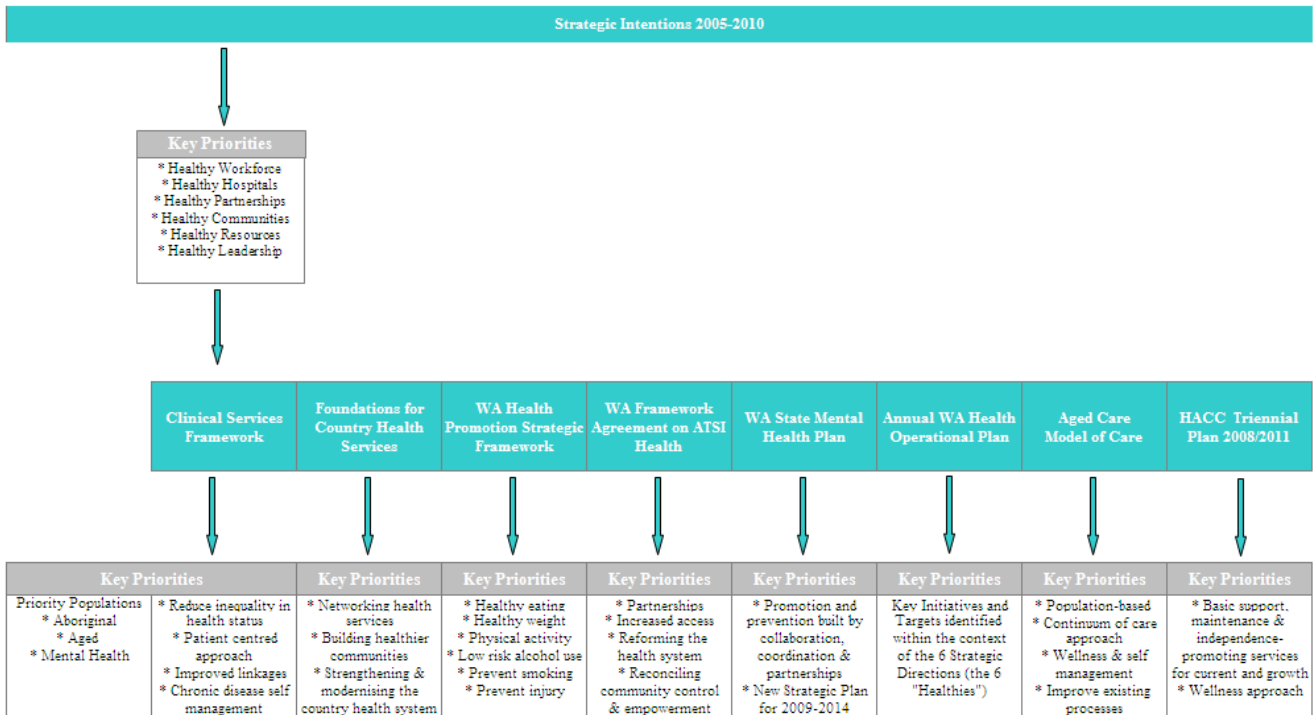 Strategic Intentions 2005-2010
Key Priorities
* Healthy Workforce
* Healthy Hospitals
* Healthy Partnerships
* Healthy Communities
* Healthy Resources
* Healthy Leadership
Clinical Services
Framework
Foundations for
Country Health
Services
WA Health
Promotion Strategic
Framework
WA Framework
Agreement on ATSI
Health
WA State Mental
Health Plan
Annual WA Health
Operational Plan
Aged Care
Model of Care
HACC Triennial
Plan 2008/2011
Key Priorities
Priority Populations
* Aboriginal
* Aged
* Mental Health
* Reduce inequality in
health status
* Patient centred
approach
* Improved linkages
* Chronic disease self
management
Key Priorities
* Networking health
services
* Building healthier
communities
* Strengthening &
modernising the
country health system
Key Priorities
* Healthy eating
* Healthy weight
* Physical activity
* Low risk alcohol use
* Prevent smoking
* Prevent injury
Key Priorities
* Partnerships
* Increased access
* Reforming the
health system
* Reconciling
community control
& empowerment
Key Priorities
* Promotion and
prevention built by
collaboration,
coordination &
partnerships
* New Strategic Plan
for 2009-2014
Key Priorities
Key Initiatives and
Targets identified
within the context
of the 6 Strategic
Directions (the 6
"Healthies")
Key Priorities
* Population-based
* Continuum of care
approach
* Wellness & self
management
* Improve existing
processes
Key Priorities
* Basic support,
maintenance &
independence-
promoting services
for current and growth
* Wellness approach